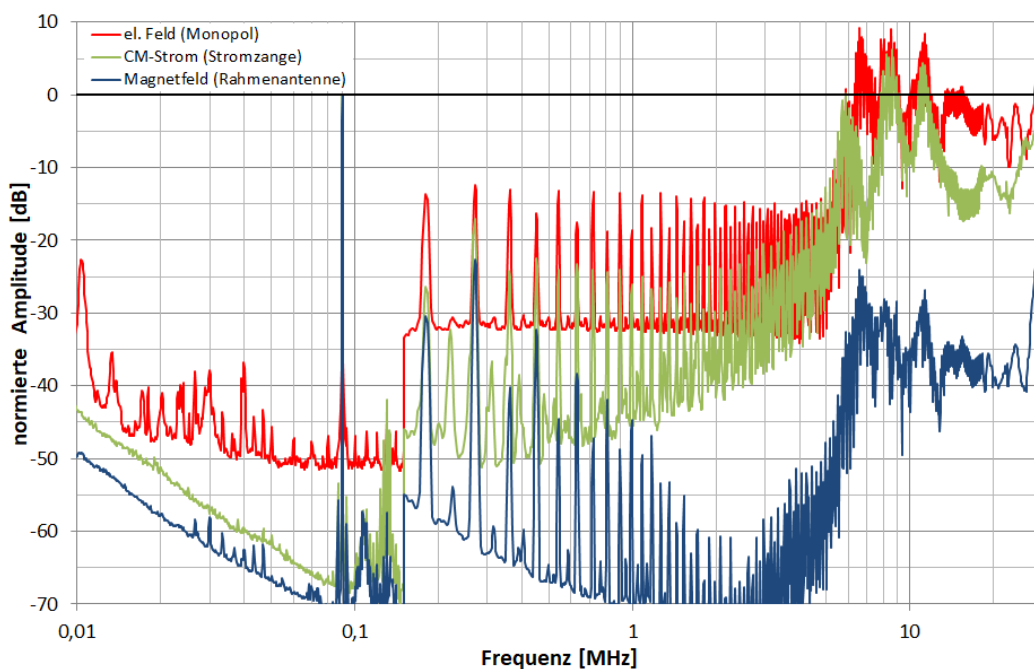 10
0
-10
-20
-30
-40
-50
-60
-70
normierte Amplitude [dB]
el. Feld (Monopol)
CM-Strom (Stromzange)
Magnetfeld (Rahmenantenne)
0,01
0,1
1
10
Frequenz [MHz]